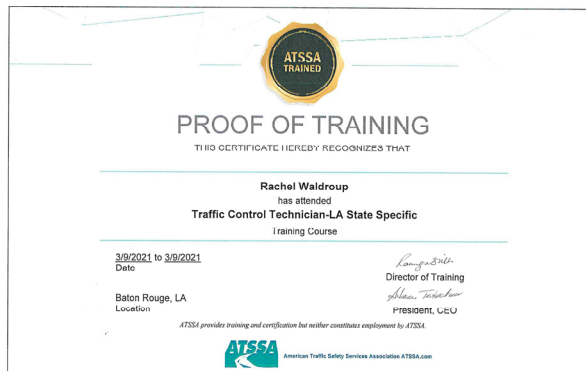 ATSSA
TRAINED
PROOF OF TRAINING
THIS CERTIFICATE HEREBY RECOGNIZES THAT
Rachel Waldroup
has attended
Traffic Control Technician-LA State Specific
Training Course
3/9/2021 to 3/9/2021
Date
Director of Training
Baton Rouge, LA
Location
President, CEO
ATSSA provides training and certification but neither constitutes employment by ATSSA.
ATSSA
American Traffic Safety Services Association ATSSA.com